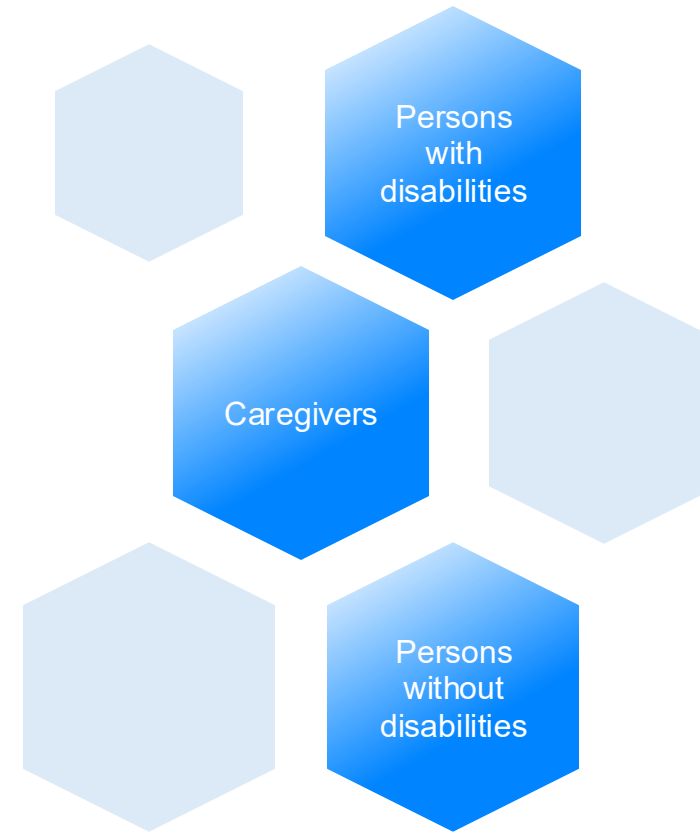 Persons
with
disabilities
Caregivers
Persons
without
disabilities